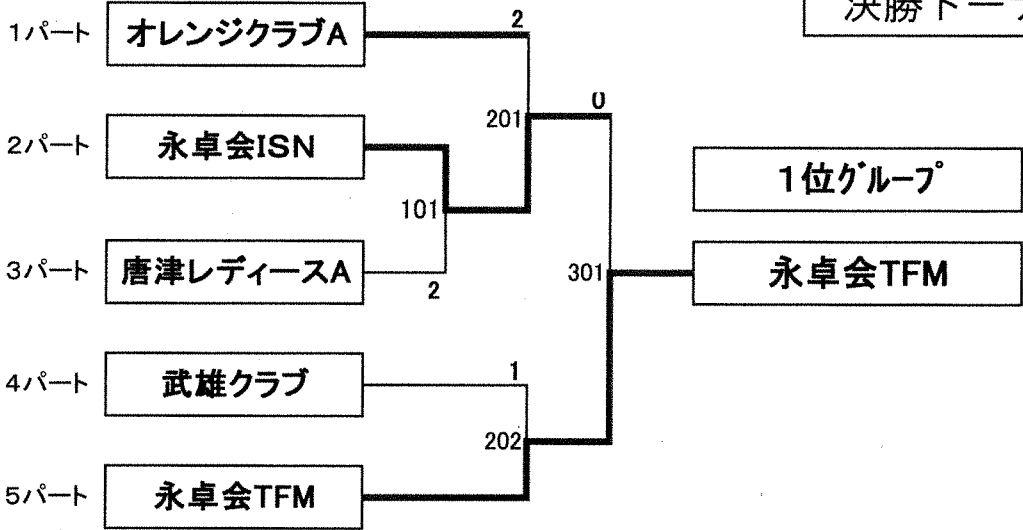 決勝トーナ
1パート オレンジクラブA 2
201 0
2パート 永卓会ISN
1位グループ
101
3パート 唐津レディースA 2
301 永卓会TFM
4パート 武雄クラブ 1
202
5パート 永卓会TFM